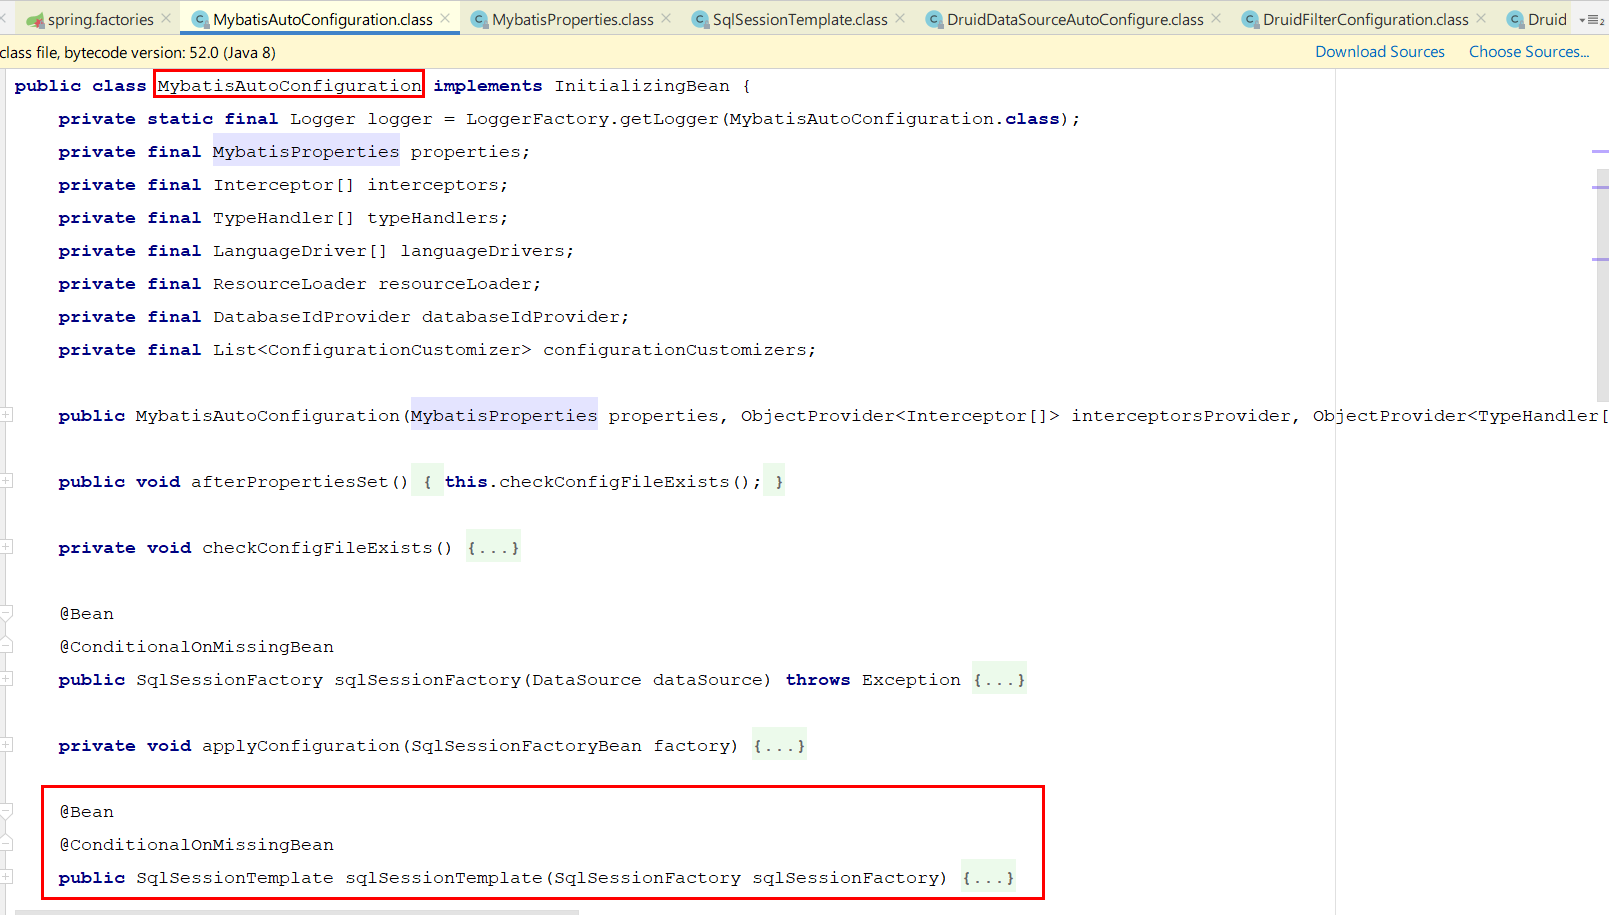 spring.factories MybatisAutoConfiguration.class MybatisProperties.class SqlSessionTemplate.class DruidDataSourceAutoConfigure.class DruidFilterConfiguration.class Druid
class file, bytecode version: 52.0 (Java 8) Download Sources Choose Sources...
public class MybatisAutoConfiguration implements InitializingBean {
private static final Logger logger = LoggerFactory.getLogger(MybatisAutoConfiguration.class);
private final MybatisProperties properties;
private final Interceptor[] interceptors;
private final TypeHandler[] typeHandlers;
private final LanguageDriver[] languageDrivers;
private final ResourceLoader resourceLoader;
private final DatabaseIdProvider databaseIdProvider;
private final List<ConfigurationCustomizer> configurationCustomizers;
public MybatisAutoConfiguration(MybatisProperties properties, ObjectProvider<Interceptor[]> interceptorsProvider, ObjectProvider<TypeHandler[
public void afterPropertiesSet() { this.checkConfigFileExists(); }
private void checkConfigFileExists() {...}
@Bean
@ConditionalOnMissingBean
public SqlSessionFactory sqlSessionFactory(DataSource dataSource) throws Exception {...}
private void applyConfiguration(SqlSessionFactoryBean factory) {...}
@Bean
@ConditionalOnMissingBean
public SqlSessionTemplate sqlSessionTemplate(SqlSessionFactory sqlSessionFactory) {...}